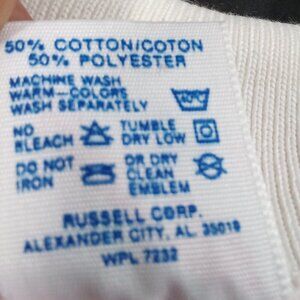 50% COTTON/COTON
50% POLYESTER
MACHINE WASH
WARM-COLORS
WASH SEPARATELY
NO
BLEACH
TUMBLE
DRY LOW
DO NOT
IRON
OR DRY
CLEAN
EMBLEM
RUSSELL CORP.
ALEXANDER CITY, AL 35010
WPL 7232